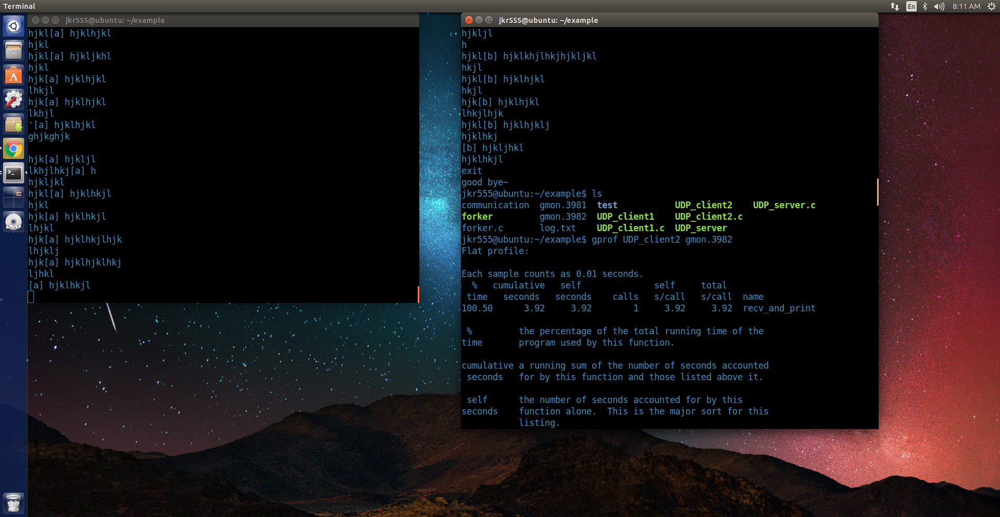 Terminal
En
8:11 AM
jkr555@ubuntu: ~/example
hjkl[a] hjklhjkl
hjkl
hjkl[a] hjkljkhl
hjkl
hjk[a] hjklhjkl
lhkjl
hjk[a] hjklhjkl
lkhjl
'[a] hjklhjkl
ghjkghjk
hjk[a] hjkljl
lkhjlhkj[a] h
hjkljkl
hjkl[a] hjklhkjl
hjkl
hjk[a] hjklhkjl
lhjkl
hjk[a] hjklhkjlhjk
lhjklj
hjk[a] hjklhjklhkj
ljhkl
[a] hjklhkjl
jkr555@ubuntu: ~/example
hjkljl
h
hjkl[b] hjklkhjlhkjhjkljkl
hkjl
hjkl[b] hjklhjkl
hkjl
hjk[b] hjklhjkl
lhkjlhjk
hjkl[b] hjklhjklj
hjklhkj
[b] hjkljhkl
hjklhkjl
exit
good bye~
jkr555@ubuntu:~/example$ ls
communication  gmon.3981  test           UDP_client2    UDP_server.c
forker         gmon.3982  UDP_client1    UDP_client2.c
forker.c       log.txt    UDP_client1.c  UDP_server
jkr555@ubuntu:~/example$ gprof UDP_client2 gmon.3982
Flat profile:
Each sample counts as 0.01 seconds.
  %   cumulative   self              self     total
 time   seconds   seconds    calls   s/call   s/call  name
100.50      3.92     3.92        1     3.92     3.92  recv_and_print
 %         the percentage of the total running time of the
time       program used by this function.
cumulative a running sum of the number of seconds accounted
 seconds   for by this function and those listed above it.
 self      the number of seconds accounted for by this
seconds    function alone.  This is the major sort for this
           listing.
DVD